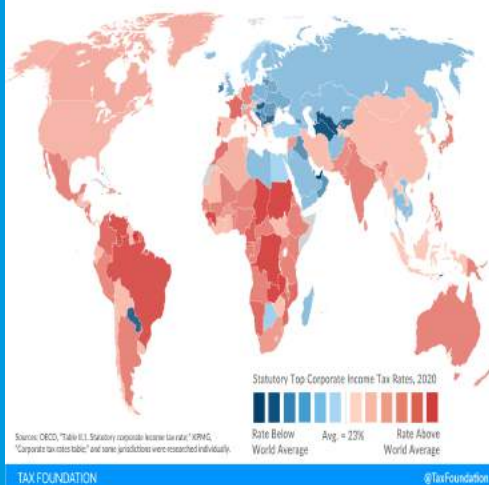 Statutory Top Corporate Income Tax Rates, 2020
Rate Below Avg. = 23% Rate Above
World Average World Average
Sources: OECD, "Table II.1. Statutory corporate income tax rate;" KPMG,
"Corporate tax rates table;" and some jurisdictions were researched individually.
TAX FOUNDATION @TaxFoundation